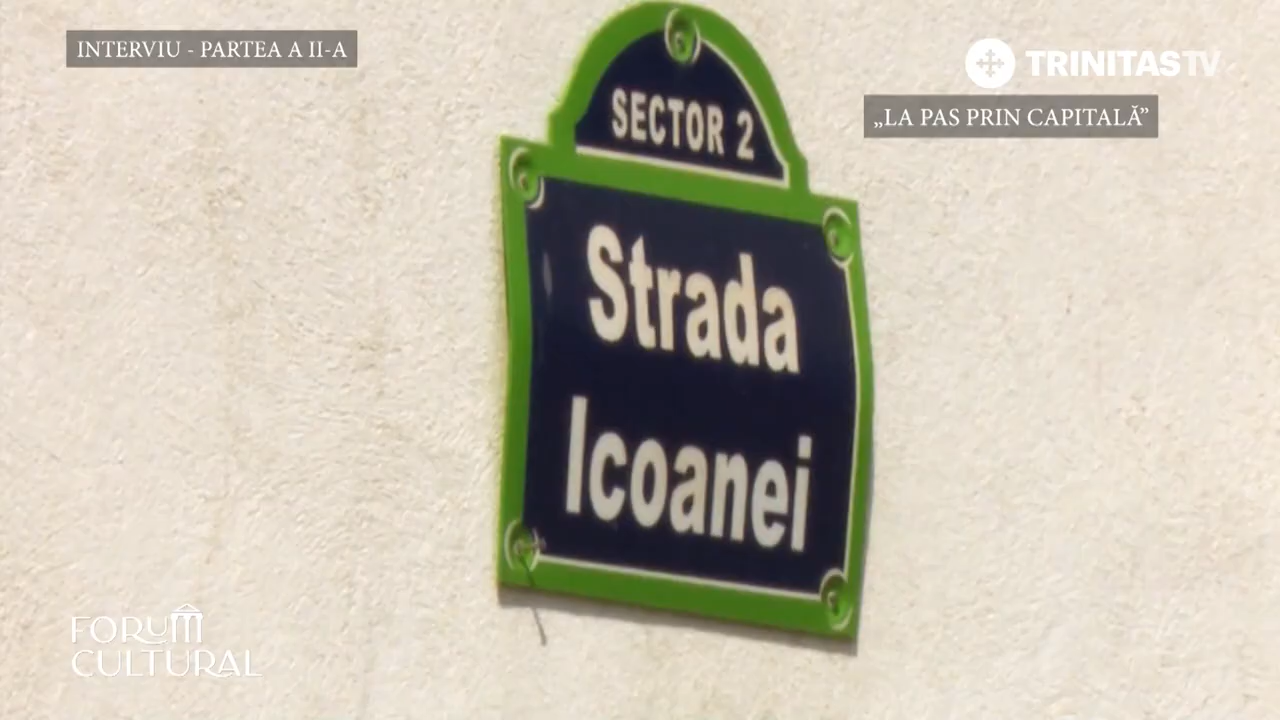 INTERVIU - PARTEA A II-A
TRINITASTV
„LA PAS PRIN CAPITALĂ”
SECTOR 2
Strada
Icoanei
FORUM
CULTURAL